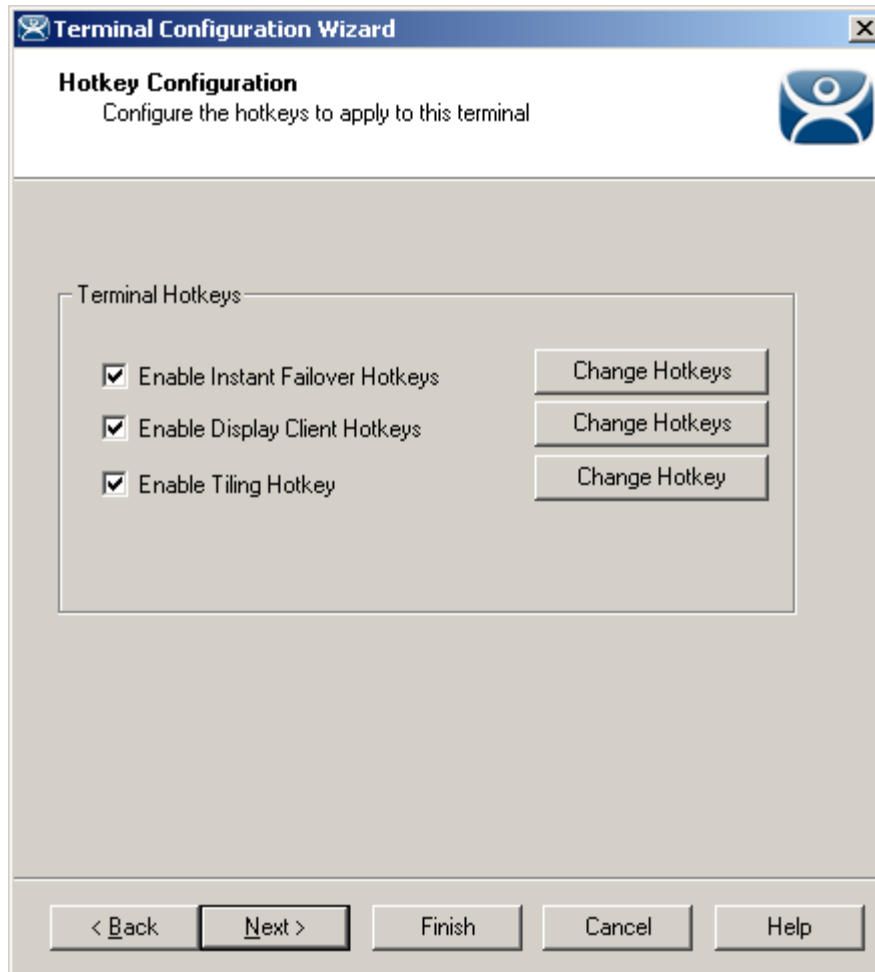 Terminal Configuration Wizard
Hotkey Configuration
Configure the hotkeys to apply to this terminal
Terminal Hotkeys
Enable Instant Failover Hotkeys
Change Hotkeys
Enable Display Client Hotkeys
Change Hotkeys
Enable Tiling Hotkey
Change Hotkey
< Back
Next >
Finish
Cancel
Help